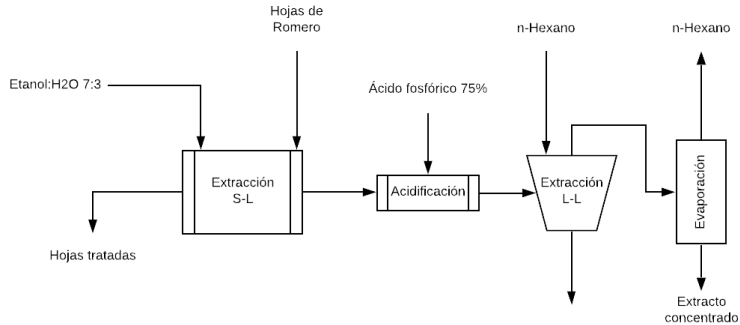 Hojas de
Romero
n-Hexano
n-Hexano
Etanol:H2O 7:3
Ácido fosfórico 75%
Extracción
S-L
Acidificación
Extracción
L-L
Evaporación
Hojas tratadas
Extracto
concentrado